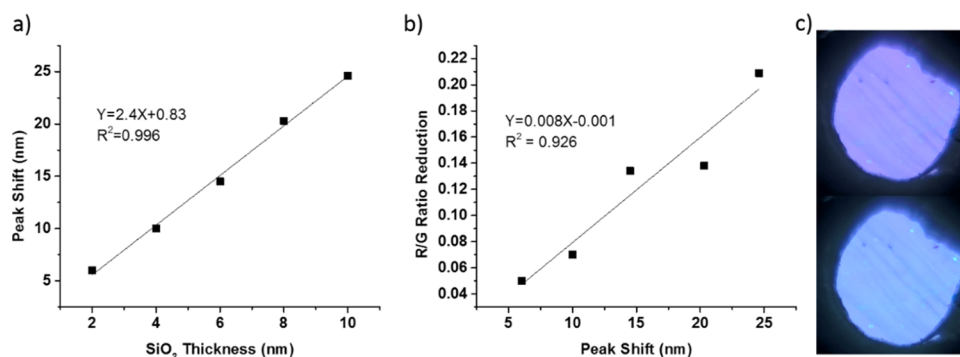 a)
Peak Shift (nm)
25
20
15
10
5
Y=2.4X+0.83
R²=0.996
2 4 6 8 10
SiO₂ Thickness (nm)
b)
R/G Ratio Reduction
0.22
0.20
0.18
0.16
0.14
0.12
0.10
0.08
0.06
0.04
Y=0.008X-0.001
R² = 0.926
5 10 15 20 25
Peak Shift (nm)
c)